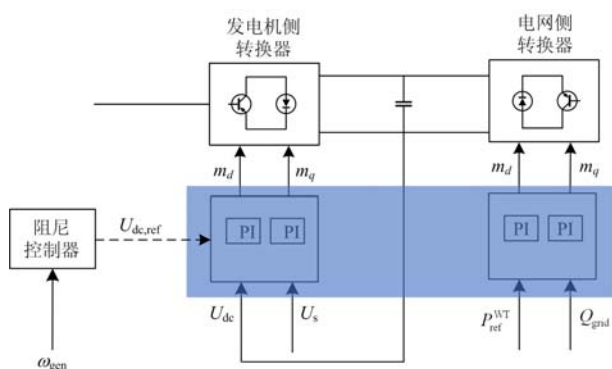 发电机侧
转换器
电网侧
转换器
m_d
m_q
m_d
m_q
阻尼
控制器
U_dc,ref
PI
PI
PI
PI
U_dc
U_s
P_ref^WT
Q_grid
ω_gen